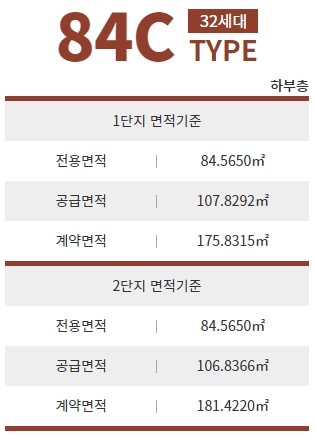 84C 32세대
TYPE
하부층
1단지 면적기준
전용면적 | 84.5650㎡
공급면적 | 107.8292㎡
계약면적 | 175.8315㎡
2단지 면적기준
전용면적 | 84.5650㎡
공급면적 | 106.8366㎡
계약면적 | 181.4220㎡